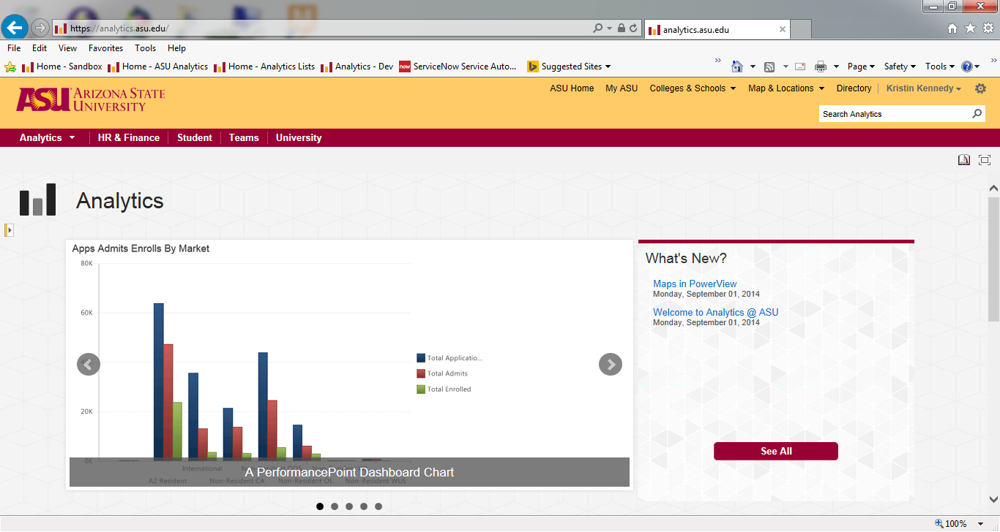 https://analytics.asu.edu/
analytics.asu.edu
File Edit View Favorites Tools Help
Home - Sandbox Home - ASU Analytics Home - Analytics Lists Analytics - Dev now ServiceNow Service Auto... Suggested Sites
Page Safety Tools
ASU ARIZONA STATE
UNIVERSITY
ASU Home My ASU Colleges & Schools Map & Locations Directory Kristin Kennedy
Search Analytics
Analytics HR & Finance Student Teams University
Analytics
Apps Admits Enrolls By Market
80K
60K
20K
0K
Total Applicatio...
Total Admits
Total Enrolled
International
AZ Resident Non-Resident CA Non-Resident Ot.. Non-Resident WUE
A PerformancePoint Dashboard Chart
What's New?
Maps in PowerView
Monday, September 01, 2014
Welcome to Analytics @ ASU
Monday, September 01, 2014
See All
100%